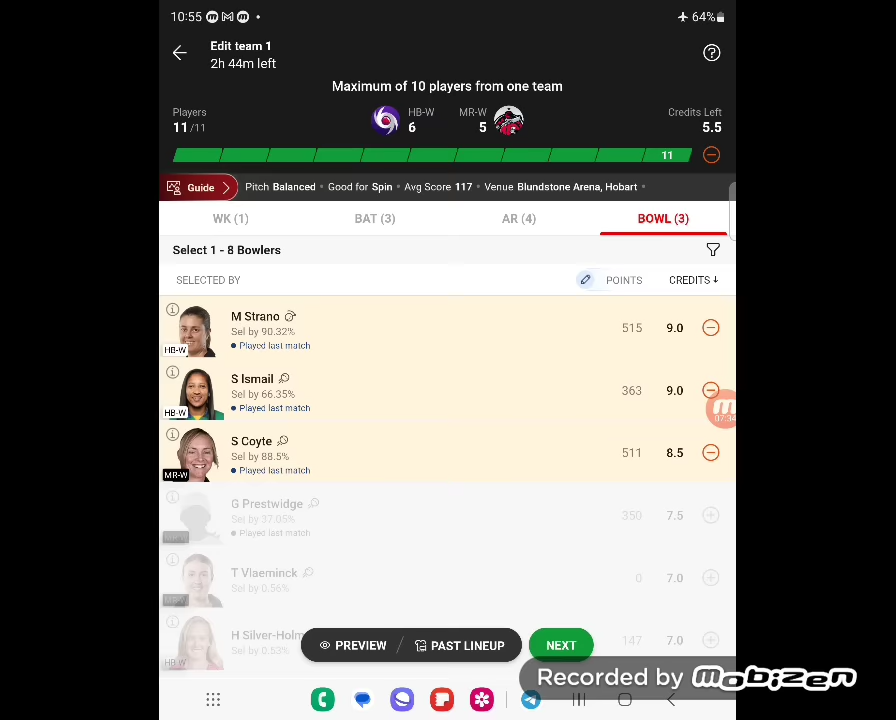 10:55
64%
Edit team 1
2h 44m left
Maximum of 10 players from one team
Players
11/11
HB-W
6
MR-W
5
Credits Left
5.5
11
Guide
Pitch Balanced • Good for Spin • Avg Score 117 • Venue Blundstone Arena, Hobart •
WK (1)
BAT (3)
AR (4)
BOWL (3)
Select 1 - 8 Bowlers
SELECTED BY
POINTS
CREDITS ↓
M Strano
Sel by 90.32%
515
9.0
Played last match
HB-W
S Ismail
Sel by 66.35%
363
9.0
Played last match
HB-W
S Coyte
Sel by 88.5%
511
8.5
Played last match
MR-W
G Prestwidge
Sel by 37.05%
350
7.5
Played last match
T Vlaeminck
Sel by 0.56%
0
7.0
H Silver-Holm
Sel by 0.53%
147
7.0
HB-W
PREVIEW
PAST LINEUP
NEXT
Recorded by mobizen